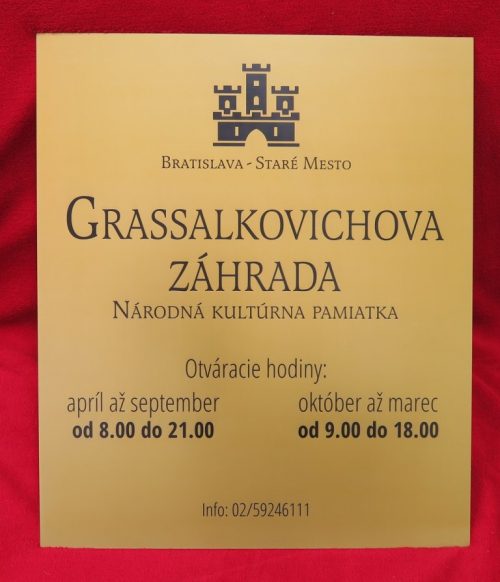 Bratislava - Staré Mesto
Grassalkovichova
záhrada
Národná kultúrna pamiatka
Otváracie hodiny:
apríl až september október až marec
od 8.00 do 21.00 od 9.00 do 18.00
Info: 02/59246111